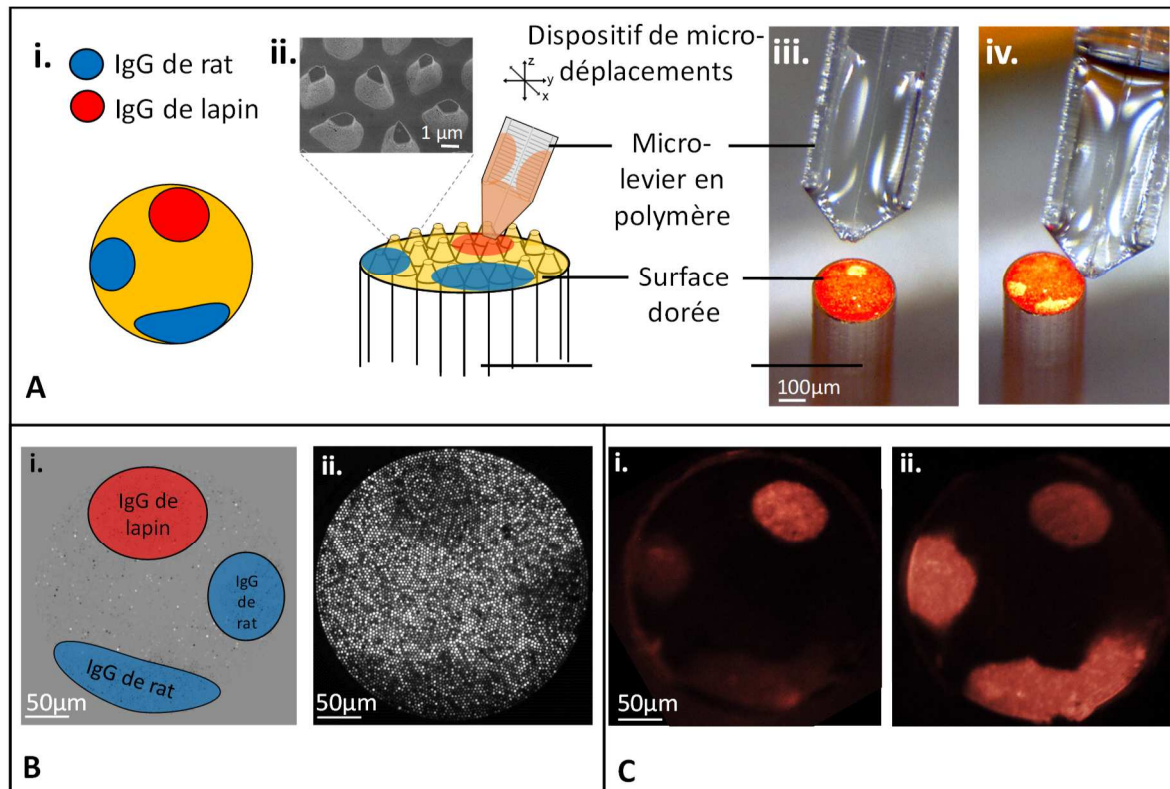 i.
IgG de rat
IgG de lapin
ii.
1 µm
Dispositif de micro-
déplacements
z
y
x
Micro-
levier en
polymère
Surface
dorée
iii.
100µm
iv.
A
i.
IgG de
lapin
IgG
de
rat
IgG de rat
50µm
ii.
B
i.
50µm
ii.
C